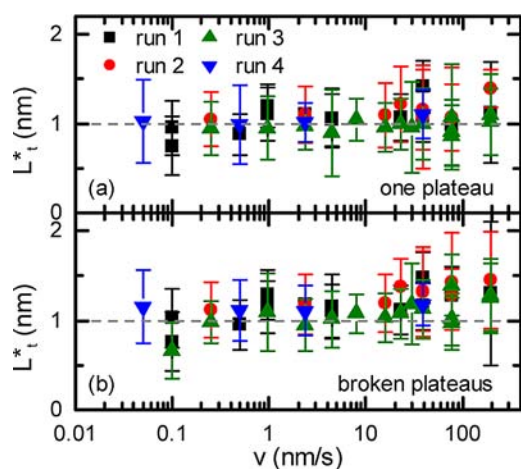 run 1 run 3
run 2 run 4
2
1
0
L*t (nm)
(a) one plateau
2
1
0
L*t (nm)
(b) broken plateaus
0.01 0.1 1 10 100
v (nm/s)